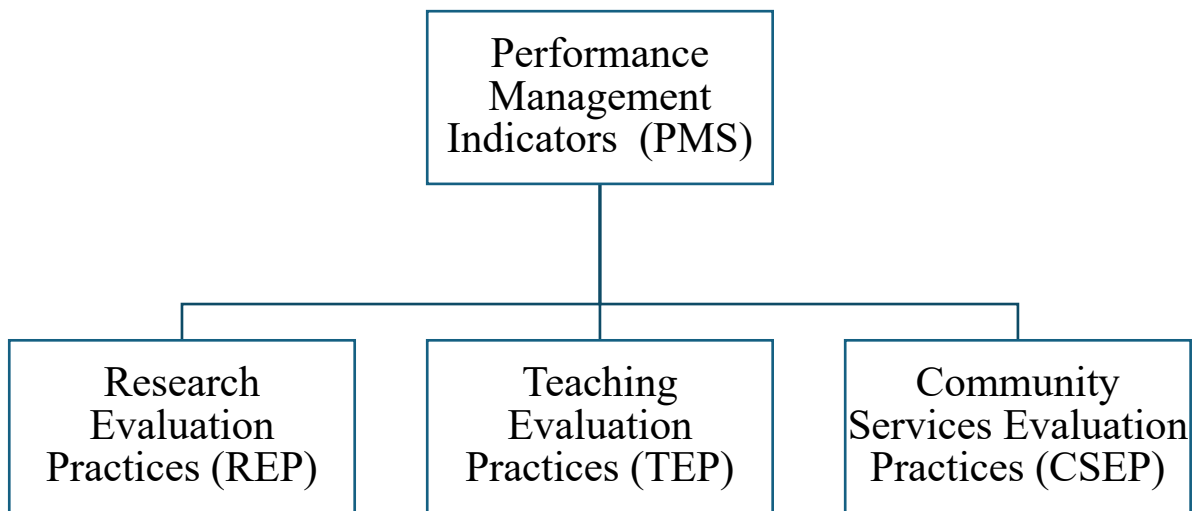 Performance
Management
Indicators  (PMS)
Research
Evaluation
Practices (REP)
Teaching
Evaluation
Practices (TEP)
Community
Services Evaluation
Practices (CSEP)